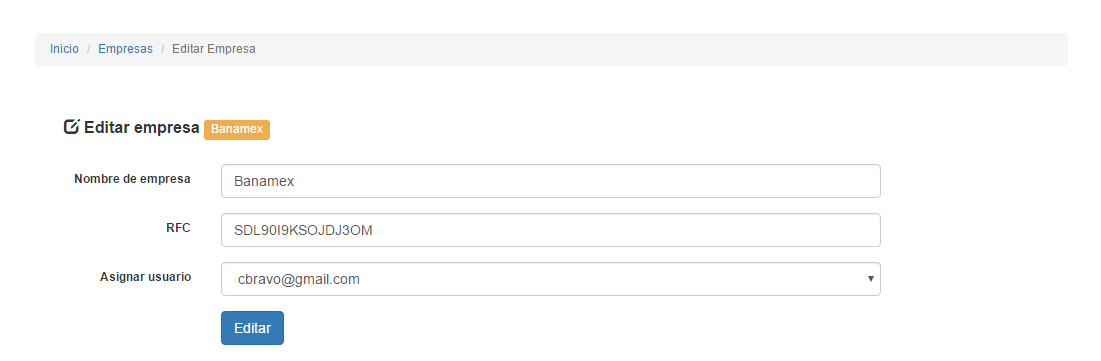 Inicio / Empresas / Editar Empresa
Editar empresa Banamex
Nombre de empresa Banamex
RFC SDL90I9KSOJDJ3OM
Asignar usuario cbravo@gmail.com
Editar